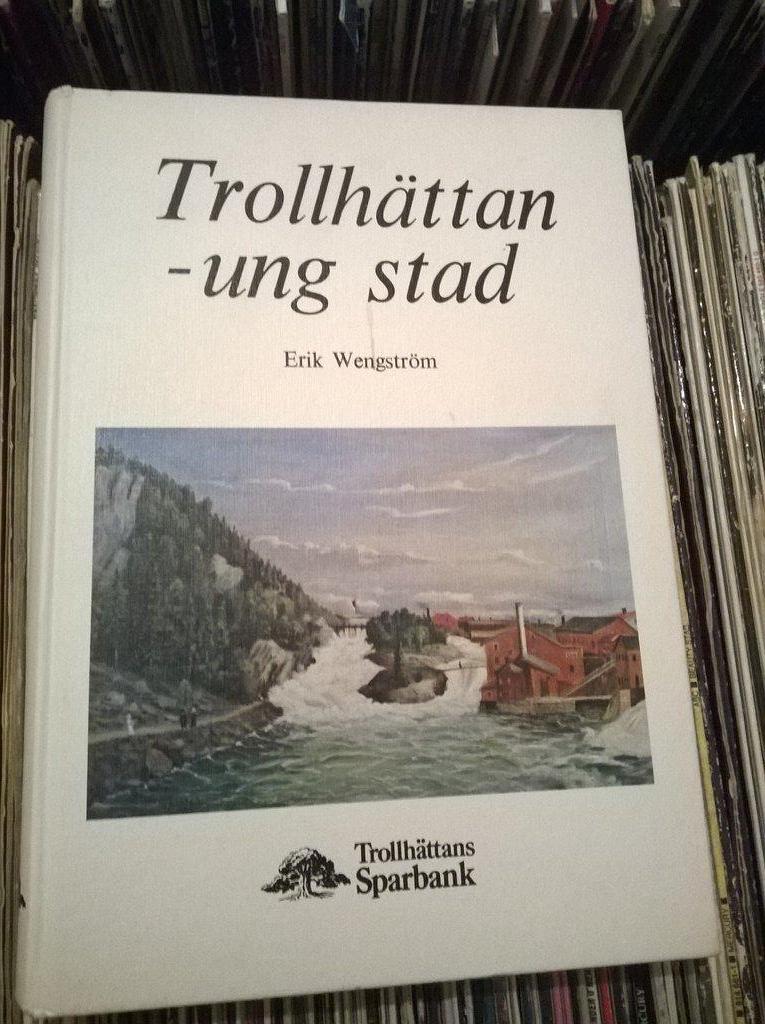 Trollhättan
-ung stad
Erik Wengström
Trollhättans
Sparbank